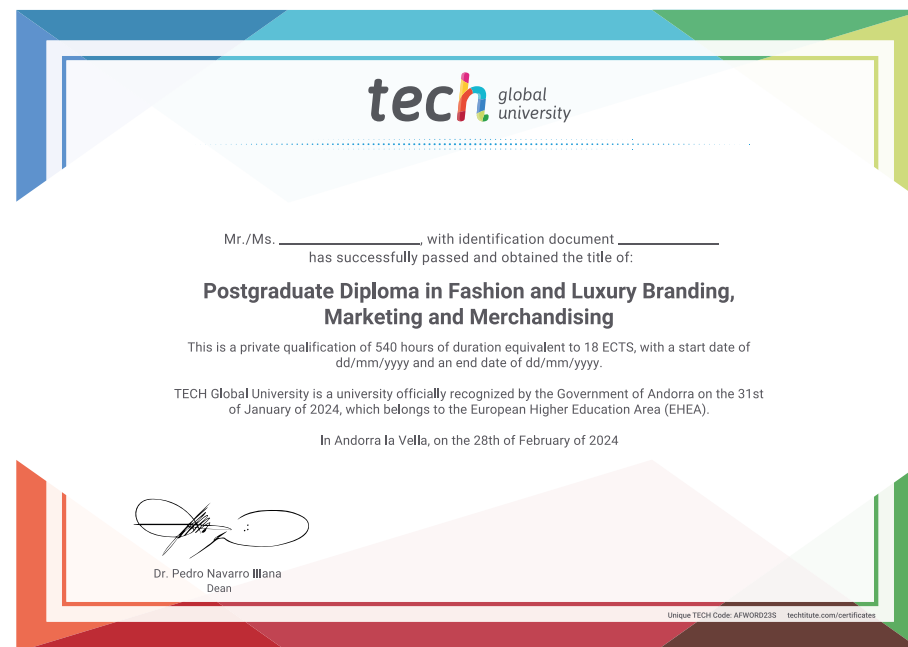 tech global
university
Mr./Ms. ____________________, with identification document ______________
has successfully passed and obtained the title of:
Postgraduate Diploma in Fashion and Luxury Branding,
Marketing and Merchandising
This is a private qualification of 540 hours of duration equivalent to 18 ECTS, with a start date of
dd/mm/yyyy and an end date of dd/mm/yyyy.
TECH Global University is a university officially recognized by the Government of Andorra on the 31st
of January of 2024, which belongs to the European Higher Education Area (EHEA).
In Andorra la Vella, on the 28th of February of 2024
Dr. Pedro Navarro Illana
Dean
Unique TECH Code: AFWORD23S techtitute.com/certificates